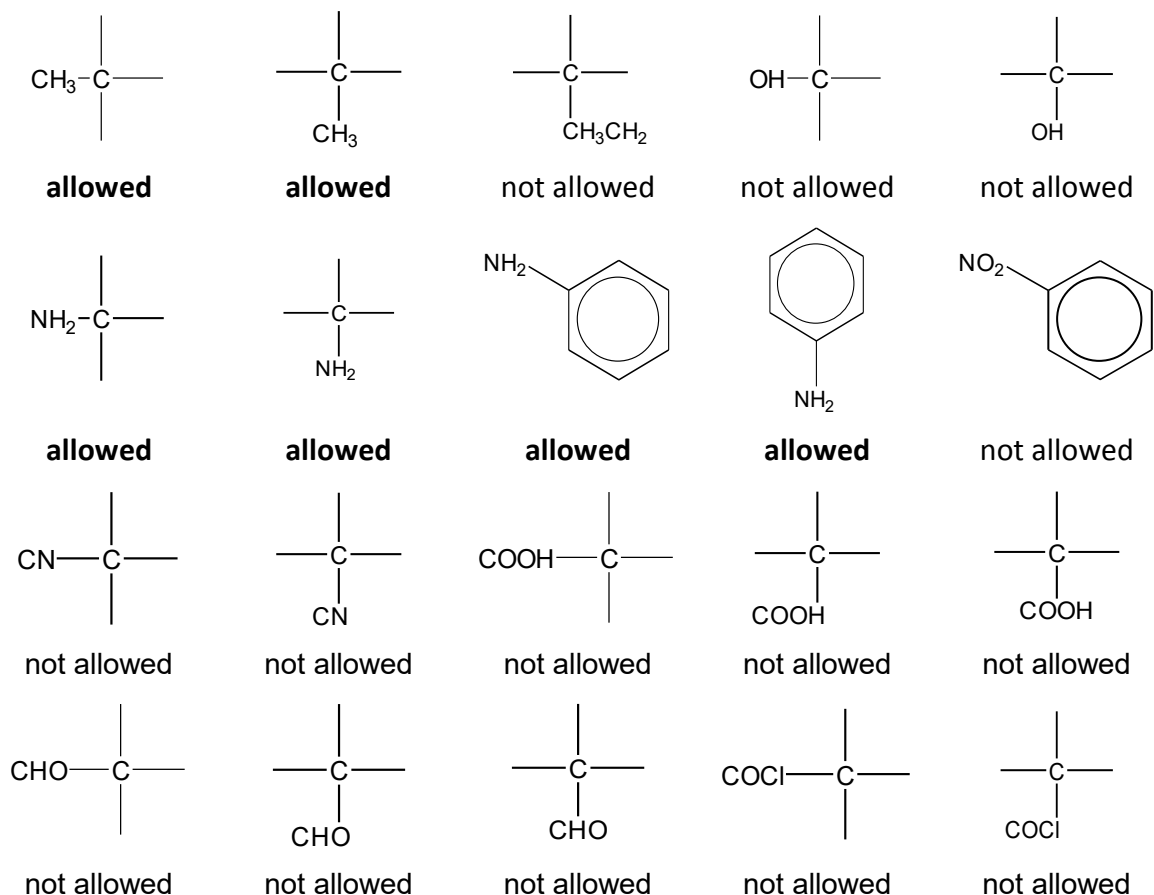 C C C OH C C
CH₃
CH₃ CH₃CH₂ OH
allowed allowed not allowed not allowed not allowed
NH₂ C C NH₂ NO₂
NH₂ NH₂
allowed allowed allowed allowed not allowed
CN C C COOH C C C
CN COOH COOH
not allowed not allowed not allowed not allowed not allowed
CHO C C C COCl C C
CHO CHO COCl
not allowed not allowed not allowed not allowed not allowed